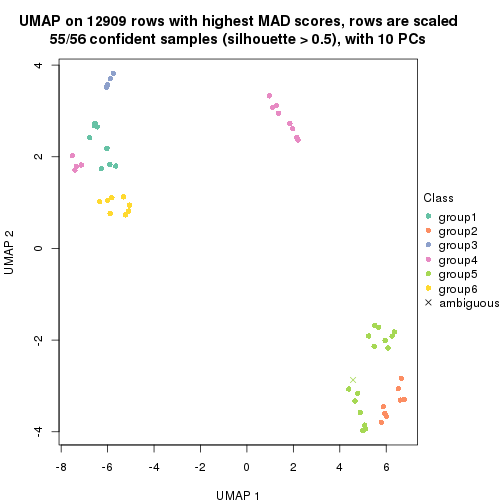 UMAP on 12909 rows with highest MAD scores, rows are scaled
55/56 confident samples (silhouette > 0.5), with 10 PCs
4
2
0
-2
-4
UMAP 2
-8
-6
-4
-2
0
2
4
6
UMAP 1
Class
group1
group2
group3
group4
group5
group6
ambiguous